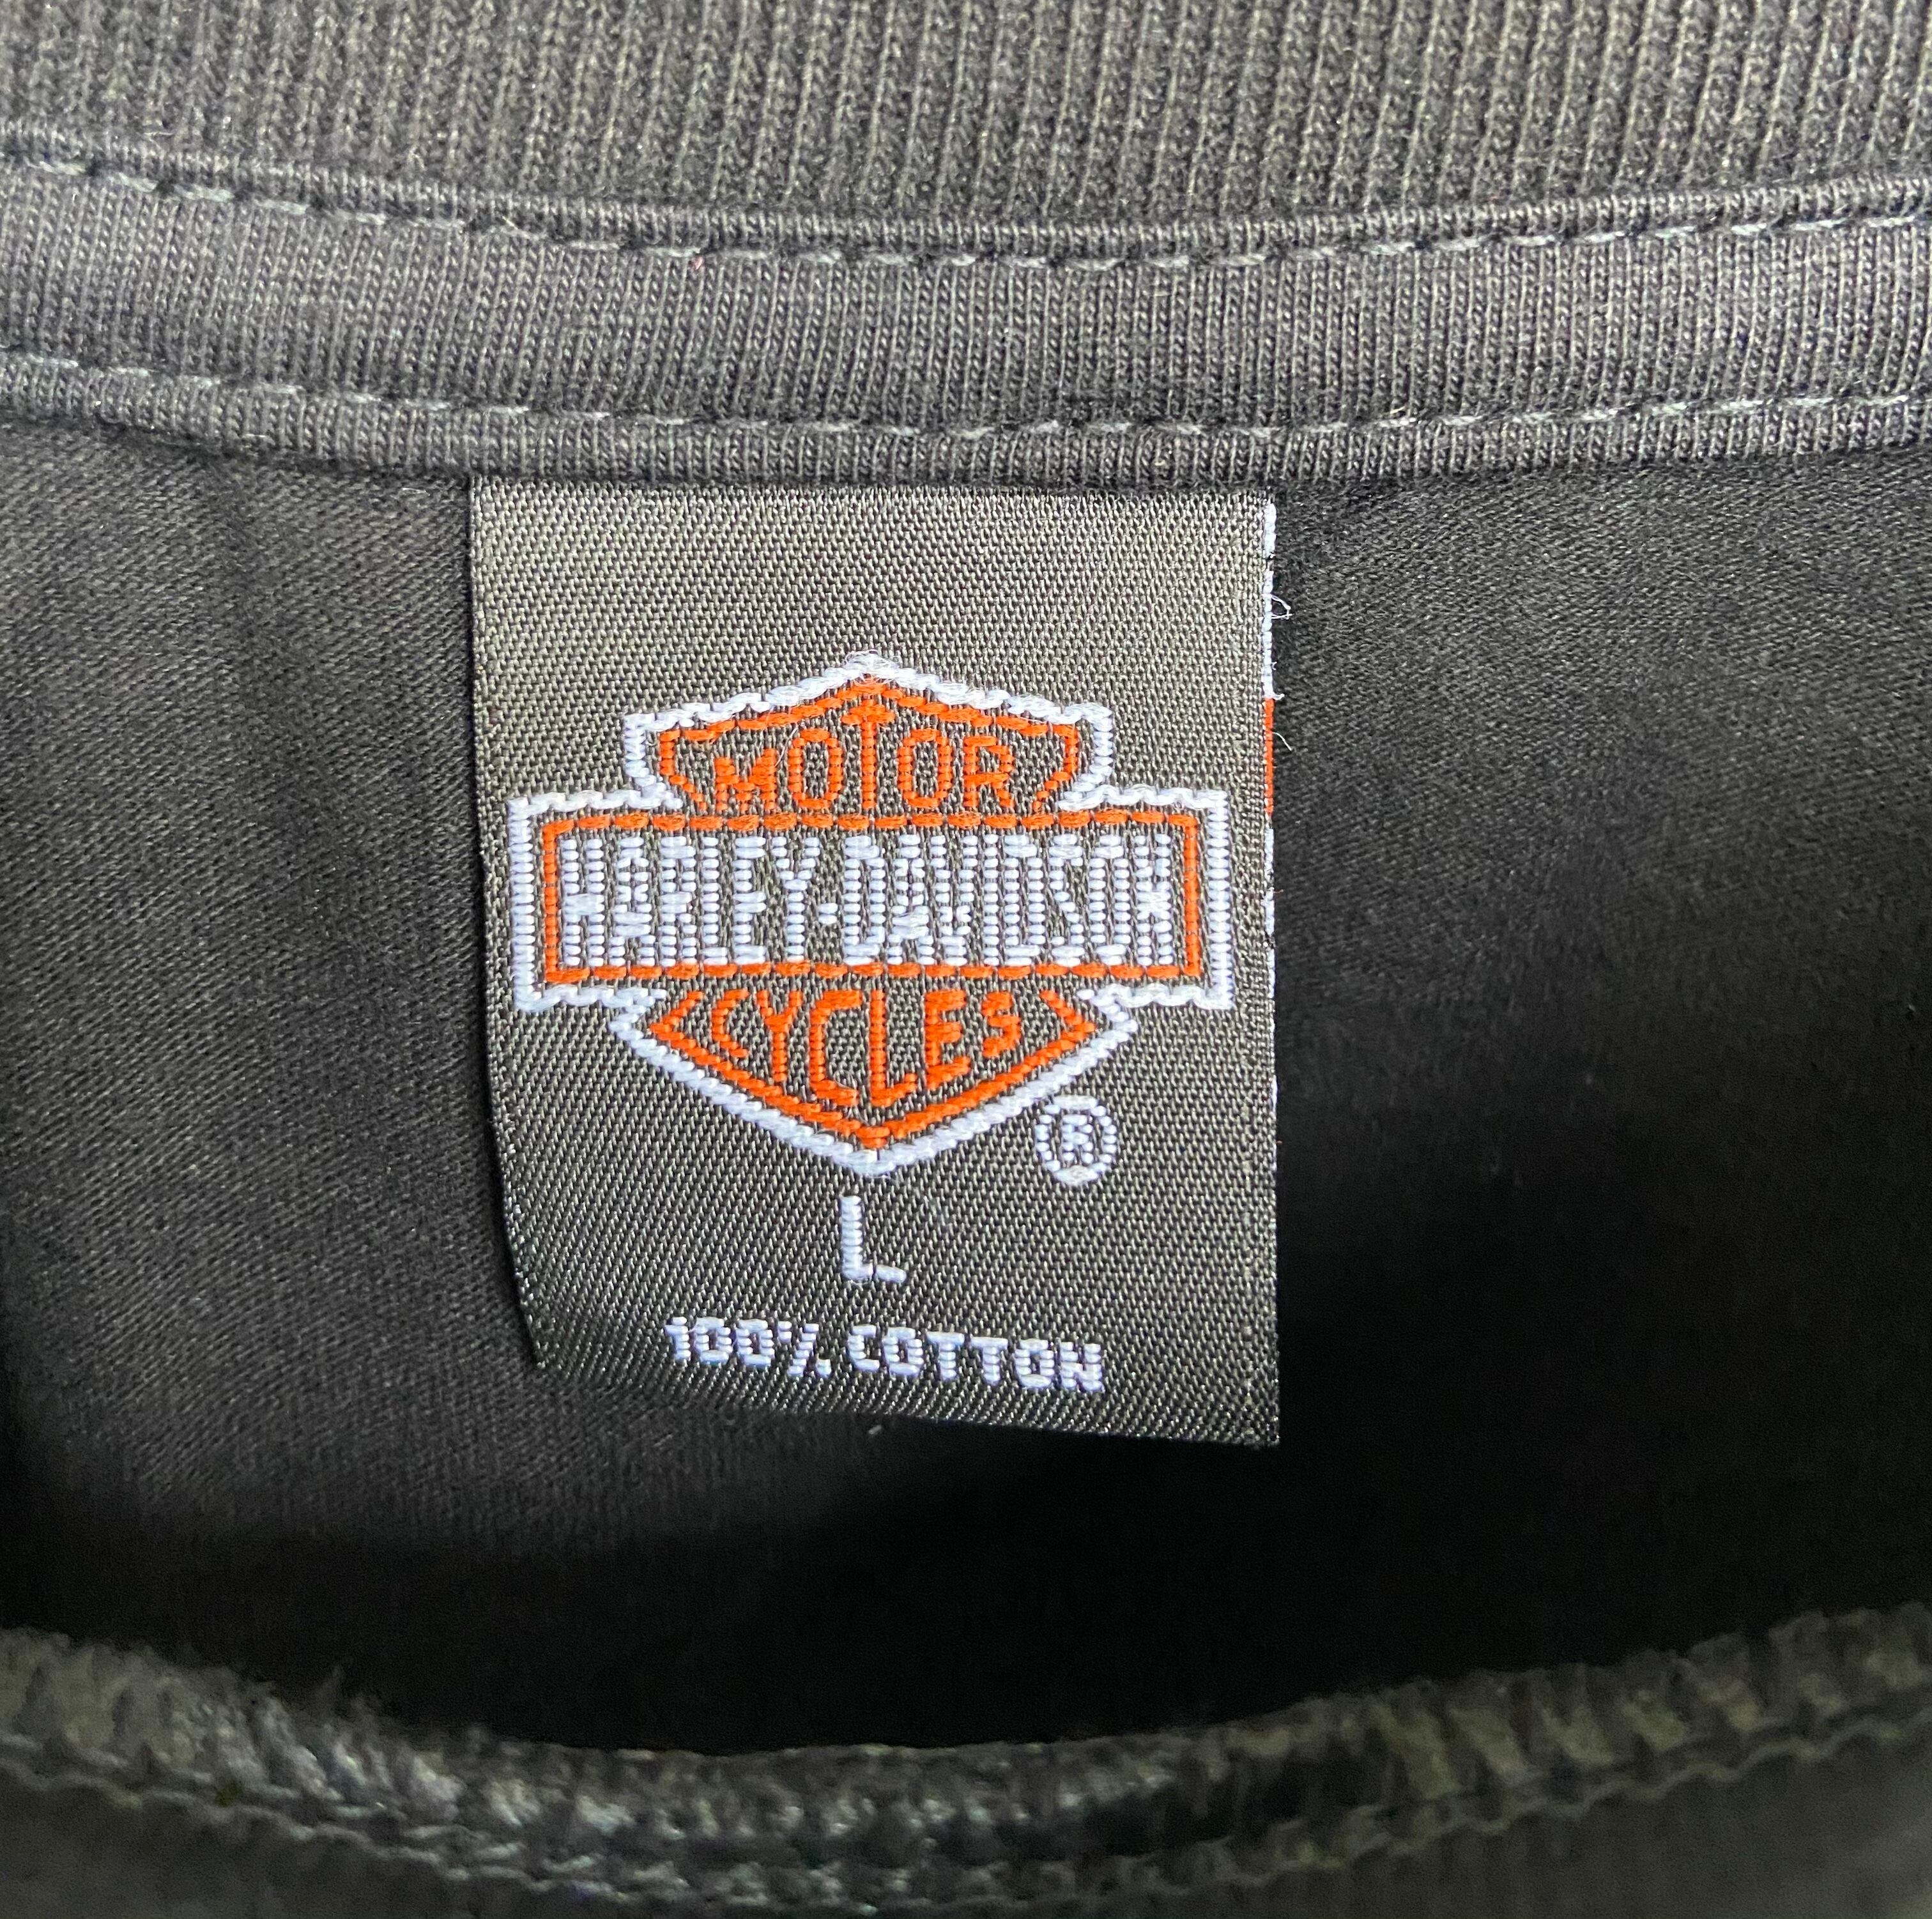 MOTOR
HARLEY-DAVIDSON
CYCLES
®
L
100% COTTON